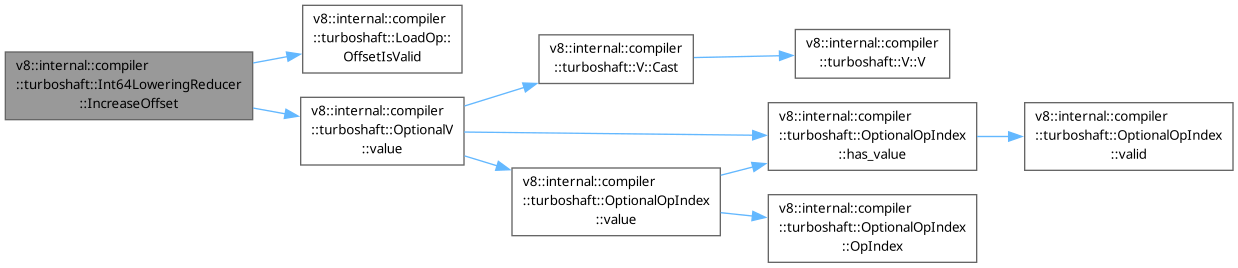 v8::internal::compiler
::turboshaft::Int64LoweringReducer
::IncreaseOffset
v8::internal::compiler
::turboshaft::LoadOp::
OffsetIsValid
v8::internal::compiler
::turboshaft::OptionalV
::value
v8::internal::compiler
::turboshaft::V::Cast
v8::internal::compiler
::turboshaft::V::V
v8::internal::compiler
::turboshaft::OptionalOpIndex
::has_value
v8::internal::compiler
::turboshaft::OptionalOpIndex
::valid
v8::internal::compiler
::turboshaft::OptionalOpIndex
::value
v8::internal::compiler
::turboshaft::OptionalOpIndex
::OpIndex